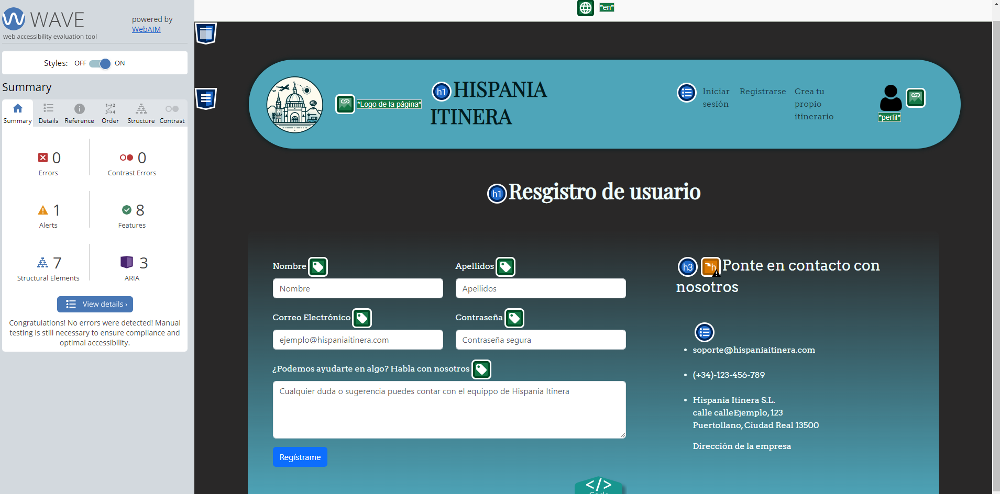 WAVE
powered by
WebAIM
web accessibility evaluation tool
Styles: OFF ON
Summary
Summary Details Reference Order Structure Contrast
0
Errors
0
Contrast Errors
1
Alerts
8
Features
7
Structural Elements
3
ARIA
View details ›
Congratulations! No errors were detected! Manual
testing is still necessary to ensure compliance and
optimal accessibility.
*en*
*Logo de la página*
h1 HISPANIA
ITINERA
Iniciar
sesión
Registrarse
Crea tu
propio
itinerario
*perfil*
h1 Resgistro de usuario
Nombre
Nombre
Apellidos
Apellidos
Correo Electrónico
ejemplo@hispaniaitinera.com
Contraseña
Contraseña segura
¿Podemos ayudarte en algo? Habla con nosotros
Cualquier duda o sugerencia puedes contar con el equippo de Hispania Itinera
Regístrame
h3 h Ponte en contacto con
nosotros
• soporte@hispaniaitinera.com
• (+34)-123-456-789
• Hispania Itinera S.L.
calle calleEjemplo, 123
Puertollano, Ciudad Real 13500
Dirección de la empresa
</>